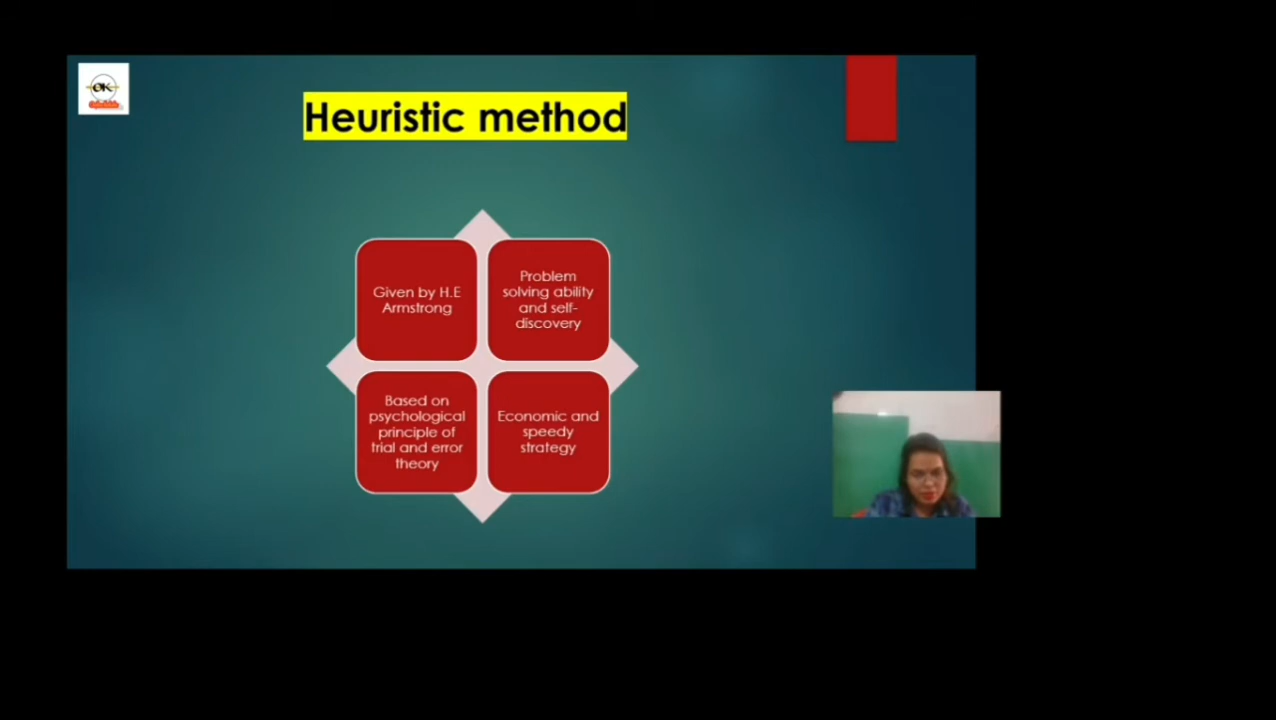 OK
Heuristic method
Given by H.E
Armstrong
Problem
solving ability
and self-
discovery
Based on
psychological
principle of
trial and error
theory
Economic and
speedy
strategy